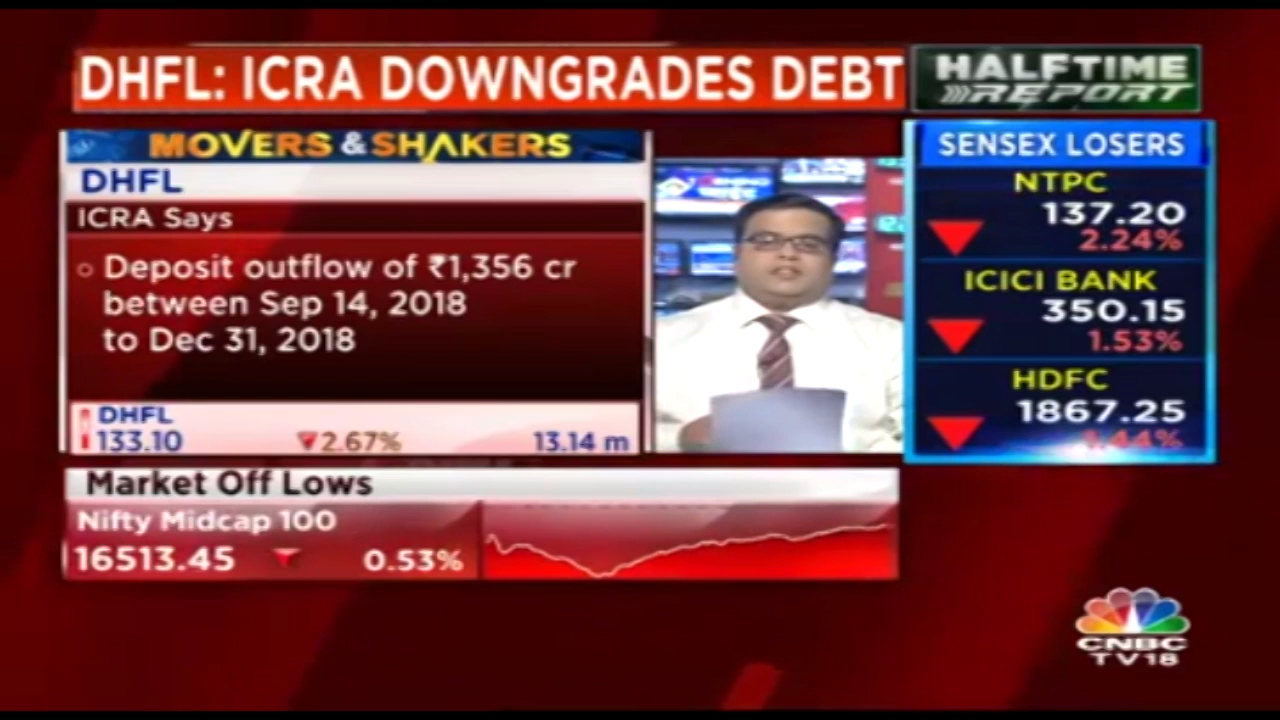 DHFL: ICRA DOWNGRADES DEBT
HALFTIME
REPORT
MOVERS & SHAKERS
DHFL
ICRA Says
Deposit outflow of ₹1,356 cr
between Sep 14, 2018
to Dec 31, 2018
DHFL
133.10 2.67% 13.14 m
SENSEX LOSERS
NTPC
137.20
2.24%
ICICI BANK
350.15
1.53%
HDFC
1867.25
1.44%
Market Off Lows
Nifty Midcap 100
16513.45 0.53%
CNBC
TV18